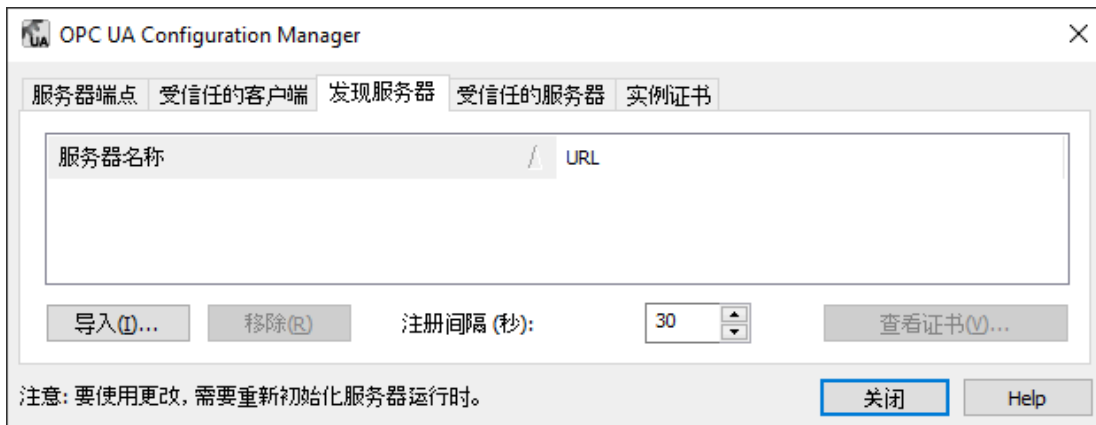 OPC UA Configuration Manager
服务器端点 受信任的客户端 发现服务器 受信任的服务器 实例证书
服务器名称 URL
导入(I)... 移除(R) 注册间隔 (秒): 30 查看证书(V)...
注意: 要使用更改, 需要重新初始化服务器运行时。 关闭 Help